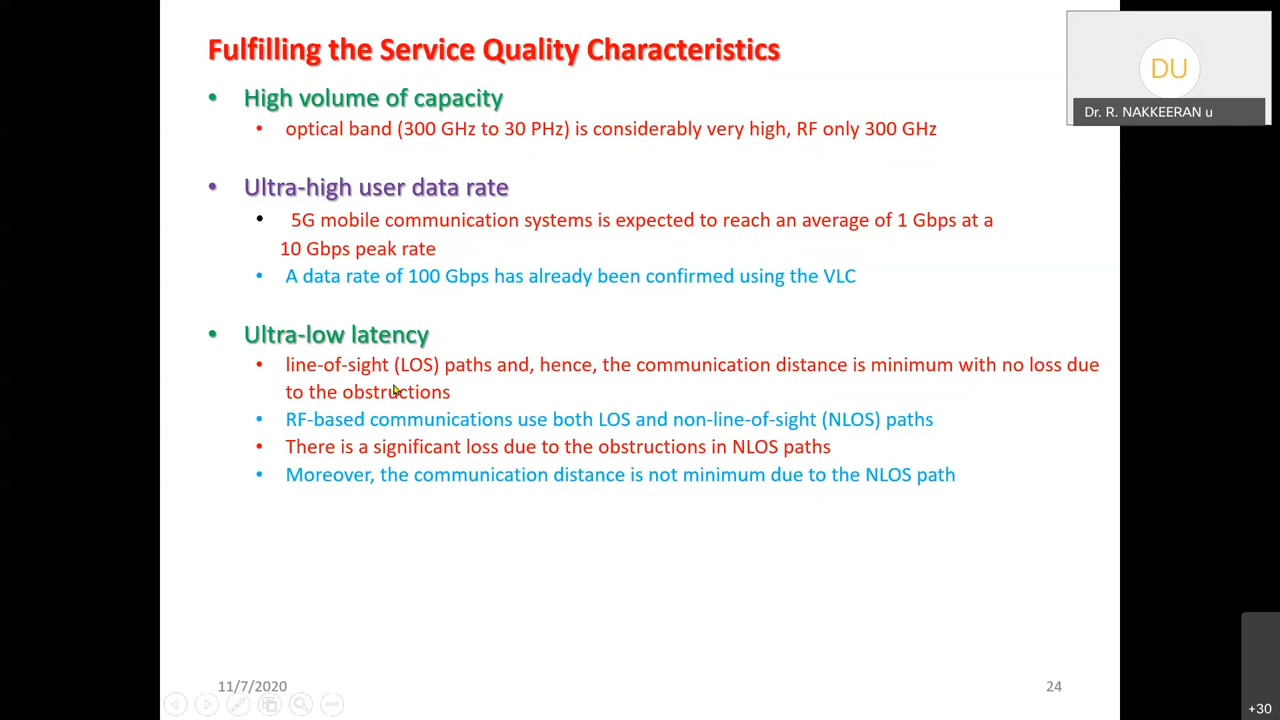 Fulfilling the Service Quality Characteristics
• High volume of capacity
• optical band (300 GHz to 30 PHz) is considerably very high, RF only 300 GHz
• Ultra-high user data rate
• 5G mobile communication systems is expected to reach an average of 1 Gbps at a
10 Gbps peak rate
• A data rate of 100 Gbps has already been confirmed using the VLC
• Ultra-low latency
• line-of-sight (LOS) paths and, hence, the communication distance is minimum with no loss due
to the obstructions
• RF-based communications use both LOS and non-line-of-sight (NLOS) paths
• There is a significant loss due to the obstructions in NLOS paths
• Moreover, the communication distance is not minimum due to the NLOS path
11/7/2020
24
DU
Dr. R. NAKKEERAN u
+30